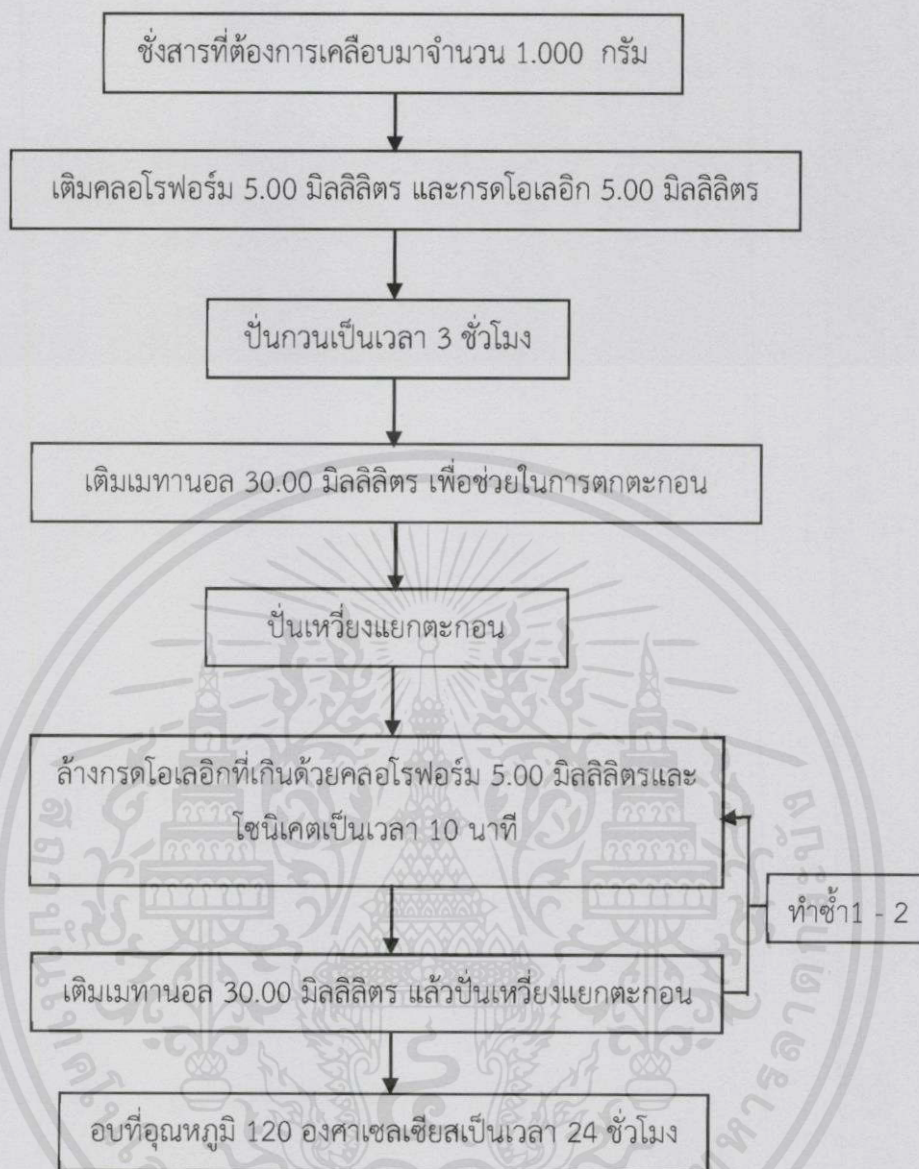 ชั่งสารที่ต้องการเคลือบมาจำนวน 1.000 กรัม
เติมคลอโรฟอร์ม 5.00 มิลลิลิตร และกรดโอเลอิก 5.00 มิลลิลิตร
ปั่นกวนเป็นเวลา 3 ชั่วโมง
เติมเมทานอล 30.00 มิลลิลิตร เพื่อช่วยในการตกตะกอน
ปั่นเหวี่ยงแยกตะกอน
ล้างกรดโอเลอิกที่เกินด้วยคลอโรฟอร์ม 5.00 มิลลิลิตรและ
โซนิเคตเป็นเวลา 10 นาที
ทำซ้ำ1 - 2
เติมเมทานอล 30.00 มิลลิลิตร แล้วปั่นเหวี่ยงแยกตะกอน
อบที่อุณหภูมิ 120 องศาเซลเซียสเป็นเวลา 24 ชั่วโมง